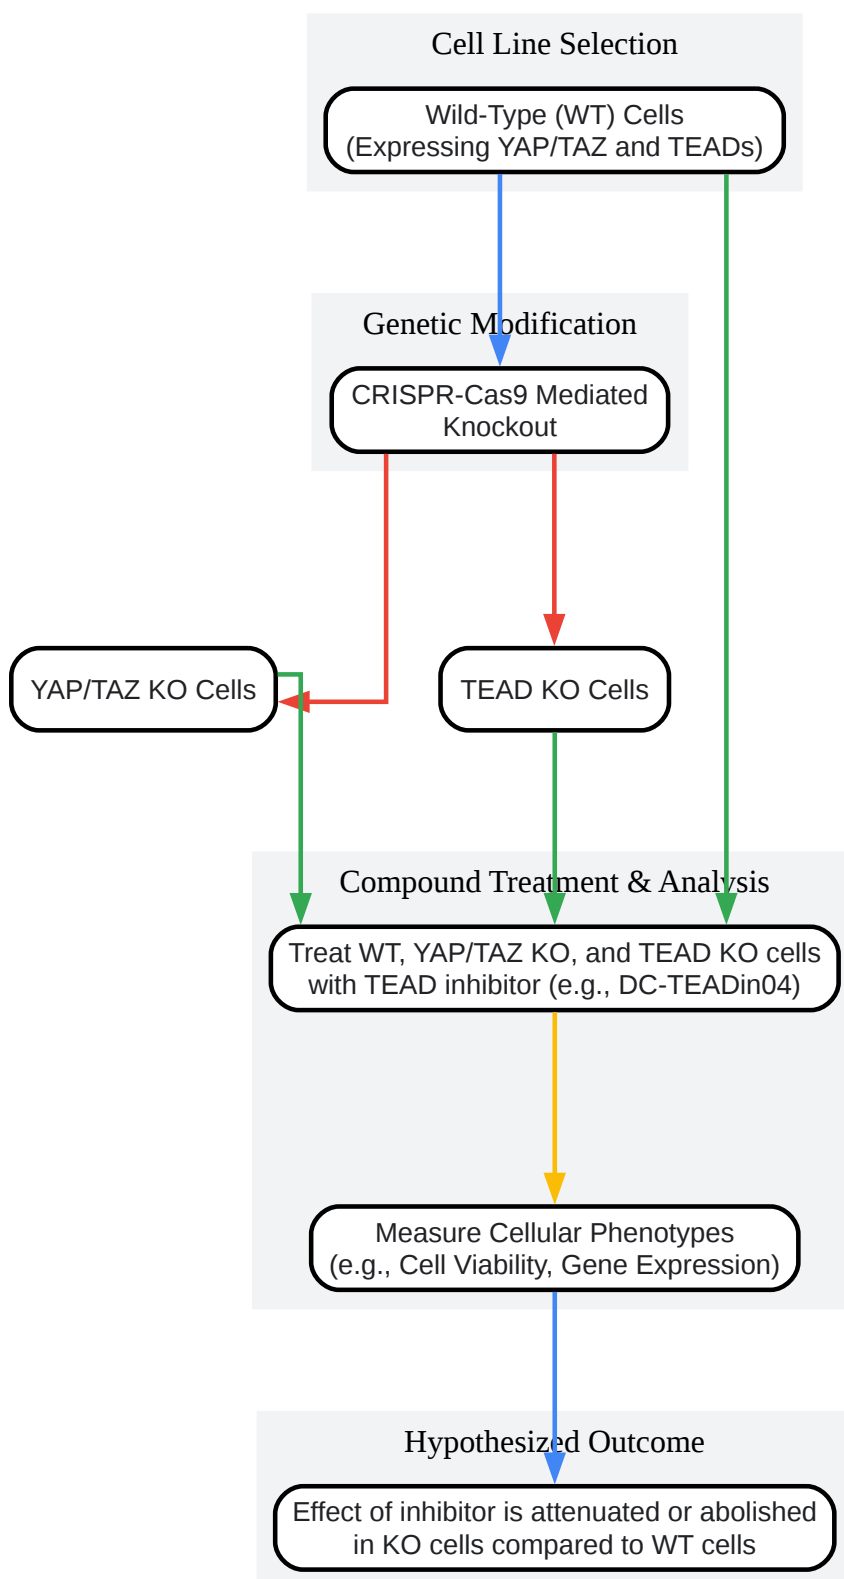 Cell Line Selection
Wild-Type (WT) Cells
(Expressing YAP/TAZ and TEADs)
Genetic Modification
CRISPR-Cas9 Mediated
Knockout
YAP/TAZ KO Cells
TEAD KO Cells
Compound Treatment & Analysis
Treat WT, YAP/TAZ KO, and TEAD KO cells
with TEAD inhibitor (e.g., DC-TEADin04)
Measure Cellular Phenotypes
(e.g., Cell Viability, Gene Expression)
Hypothesized Outcome
Effect of inhibitor is attenuated or abolished
in KO cells compared to WT cells